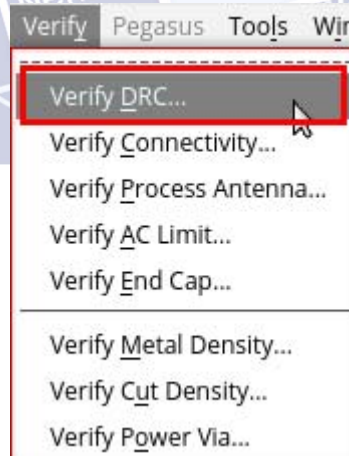 Verify Pegasus Tools
Verify DRC...
Verify Connectivity...
Verify Process Antenna...
Verify AC Limit...
Verify End Cap...
Verify Metal Density...
Verify Cut Density...
Verify Power Via...